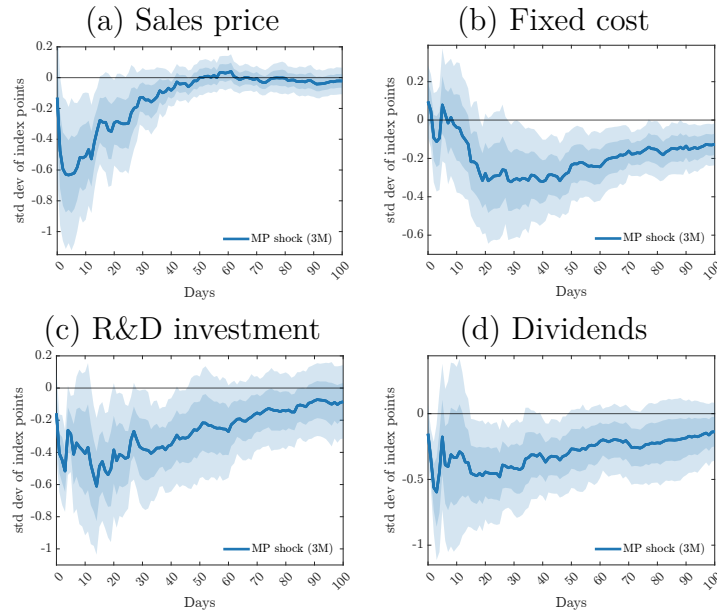 (a) Sales price
std dev of index points
0.2
0
-0.2
-0.4
-0.6
-0.8
-1
MP shock (3M)
0 10 20 30 40 50 60 70 80 90 100
Days
(b) Fixed cost
std dev of index points
0.2
0
-0.2
-0.4
-0.6
MP shock (3M)
0 10 20 30 40 50 60 70 80 90 100
Days
(c) R&D investment
std dev of index points
0.2
0
-0.2
-0.4
-0.6
-0.8
-1
MP shock (3M)
0 10 20 30 40 50 60 70 80 90 100
Days
(d) Dividends
std dev of index points
0
-0.5
-1
MP shock (3M)
0 10 20 30 40 50 60 70 80 90 100
Days